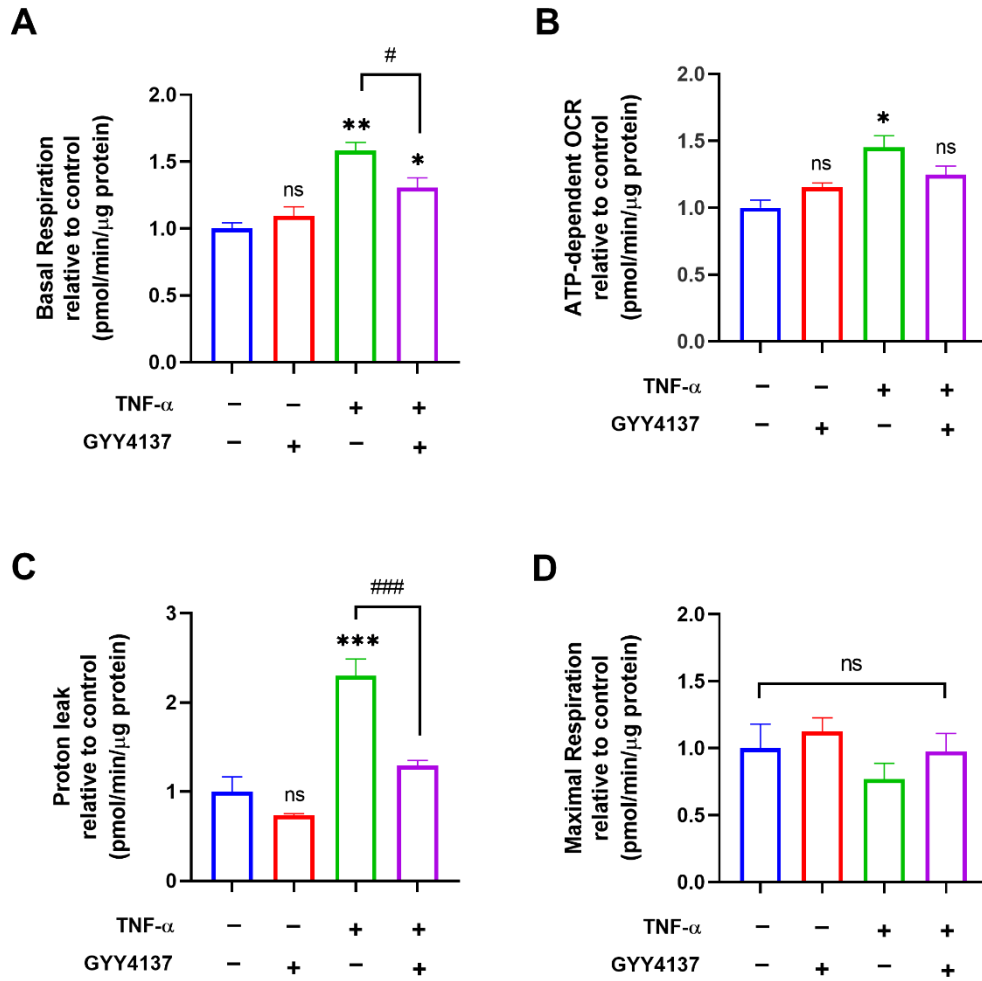 A
Basal Respiration
relative to control
(pmol/min/μg protein)
2.0
1.5
1.0
0.5
0.0
ns
**
*
#
TNF-α − − + +
GYY4137 − + − +
B
ATP-dependent OCR
relative to control
(pmol/min/μg protein)
2.0
1.5
1.0
0.5
0.0
ns
*
ns
TNF-α − − + +
GYY4137 − + − +
C
Proton leak
relative to control
(pmol/min/μg protein)
3
2
1
0
ns
***
###
TNF-α − − + +
GYY4137 − + − +
D
Maximal Respiration
relative to control
(pmol/min/μg protein)
2.0
1.5
1.0
0.5
0.0
ns
TNF-α − − + +
GYY4137 − + − +